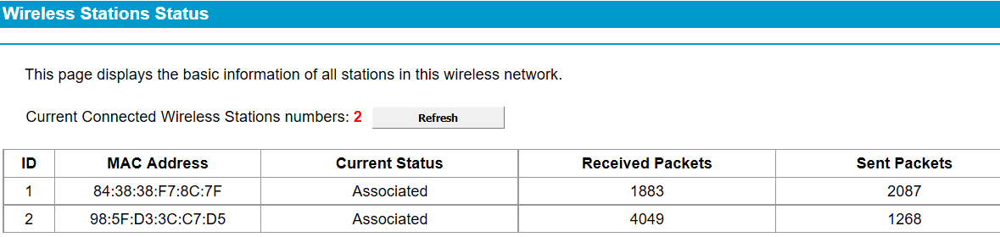 Wireless Stations Status
This page displays the basic information of all stations in this wireless network.
Current Connected Wireless Stations numbers: 2 Refresh
ID MAC Address Current Status Received Packets Sent Packets
1 84:38:38:F7:8C:7F Associated 1883 2087
2 98:5F:D3:3C:C7:D5 Associated 4049 1268